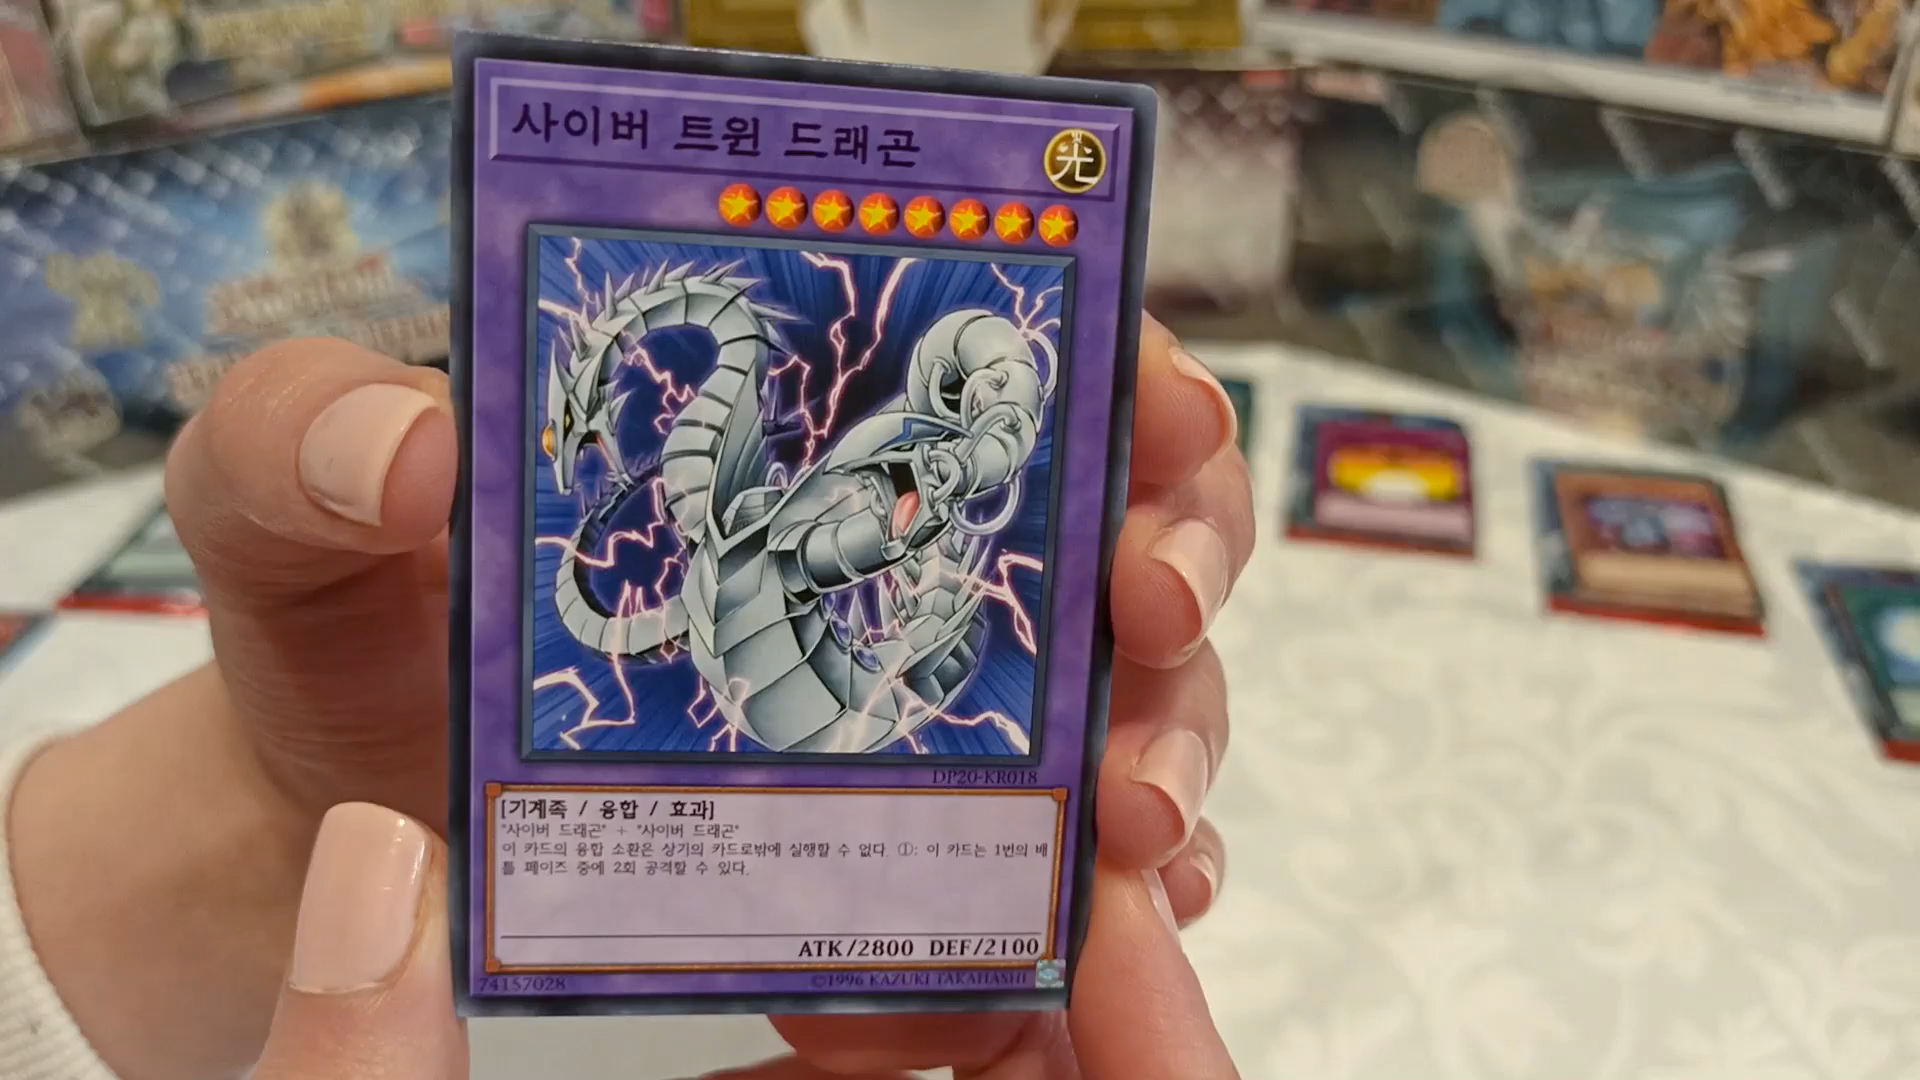 사이버 트윈 드래곤
빛
光
DP20-KR018
[기계족 / 융합 / 효과]
"사이버 드래곤" + "사이버 드래곤"
이 카드의 융합 소환은 상기의 카드로밖에 실행할 수 없다. ①: 이 카드는 1번의 배
틀 페이즈 중에 2회 공격할 수 있다.
ATK/2800 DEF/2100
74157028
©1996 KAZUKI TAKAHASHI